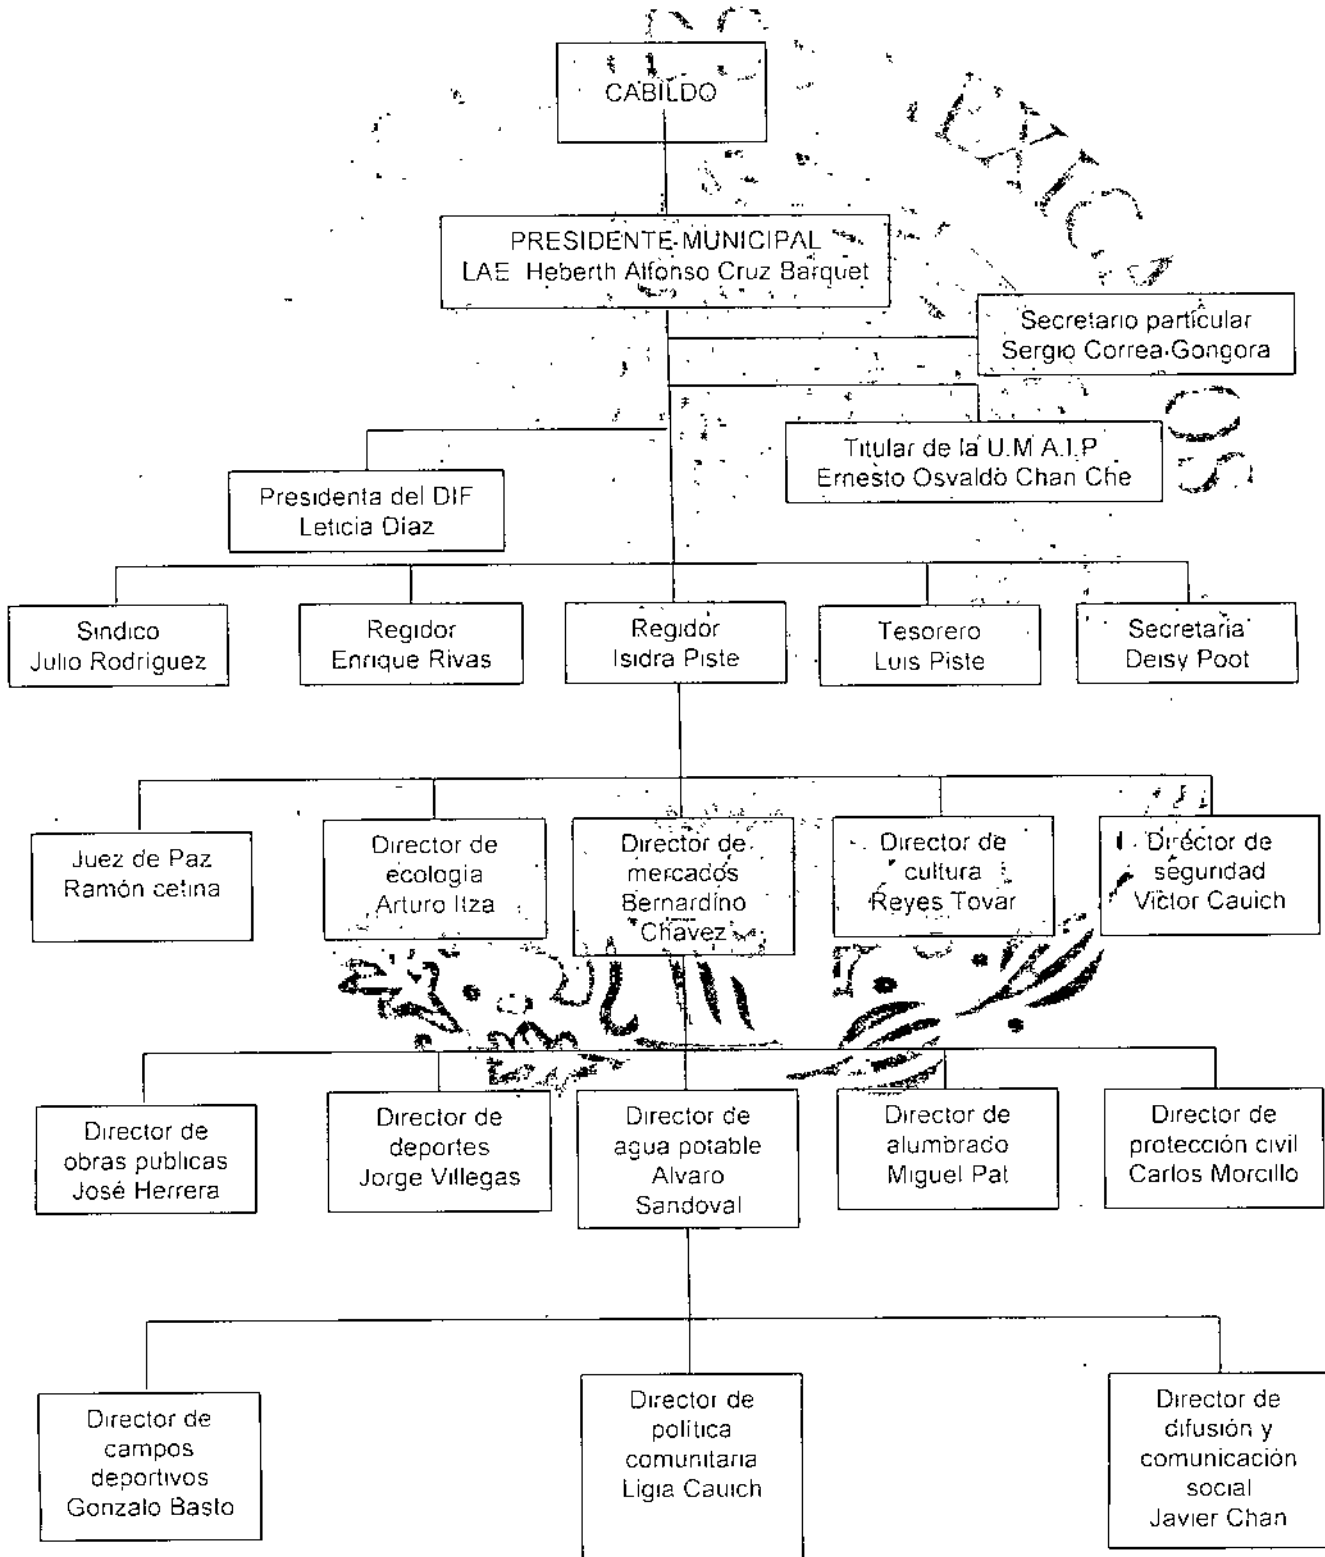 CABILDO
PRESIDENTE MUNICIPAL
LAE Heberth Alfonso Cruz Barquet
Secretario particular
Sergio Correa Gongora
Titular de la U.M.A.I.P
Ernesto Osvaldo Chan Che
Presidenta del DIF
Leticia Diaz
Sindico
Julio Rodriguez
Regidor
Enrique Rivas
Regidor
Isidra Piste
Tesorero
Luis Piste
Secretaria
Deisy Poot
Juez de Paz
Ramón cetina
Director de
ecologia
Arturo Itza
Director de
mercados
Bernardino
Chavez
Director de
cultura
Reyes Tovar
Director de
seguridad
Victor Cauich
Director de
obras publicas
José Herrera
Director de
deportes
Jorge Villegas
Director de
agua potable
Alvaro
Sandoval
Director de
alumbrado
Miguel Pat
Director de
protección civil
Carlos Morcillo
Director de
campos
deportivos
Gonzalo Basto
Director de
política
comunitaria
Ligia Cauich
Director de
difusión y
comunicación
social
Javier Chan